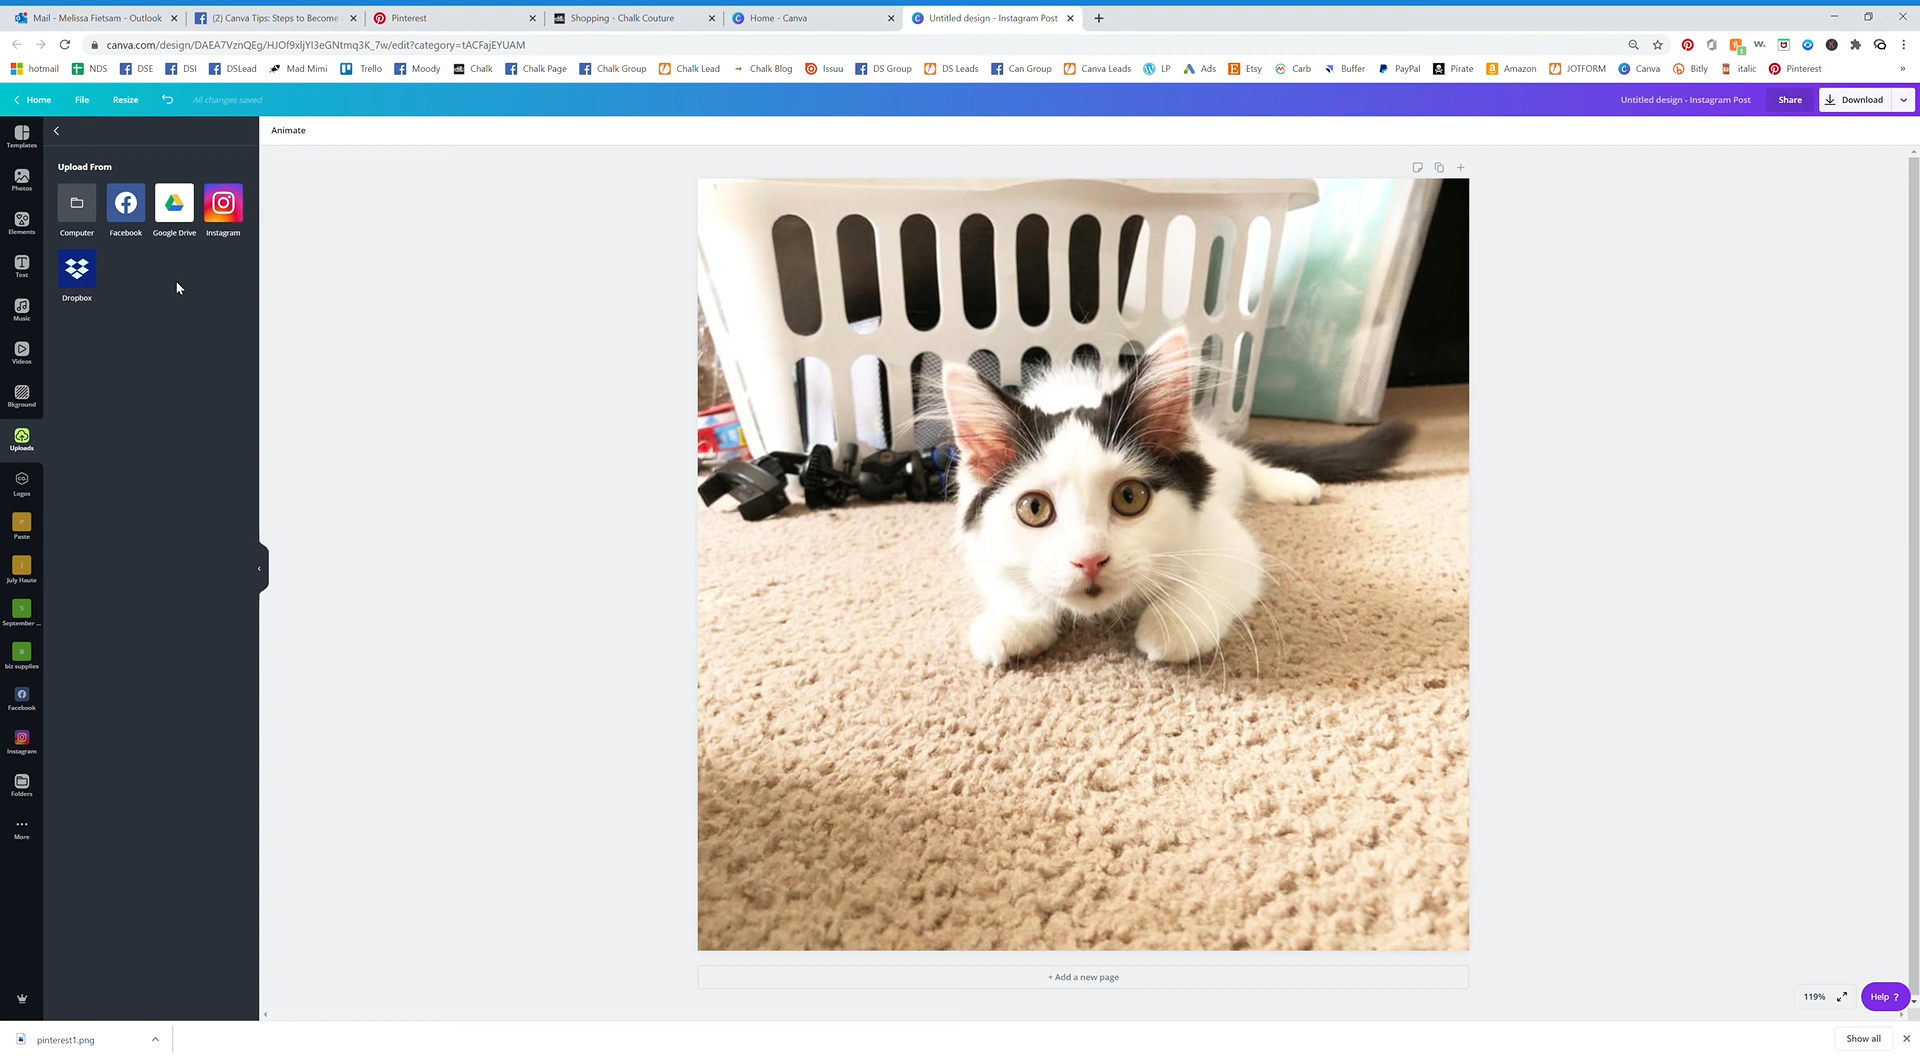 Mail - Melissa Fietsam - Outlook
(2) Canva Tips: Steps to Become
Pinterest
Shopping - Chalk Couture
Home - Canva
Untitled design - Instagram Post
canva.com/design/DAEA7VznQEg/HJOf9xljYl3eGNtmq3K_7w/edit?category=tACFajEYUAM
hotmail NDS DSE DSI DSLead Mad Mimi Trello Moody Chalk Chalk Page Chalk Group Chalk Lead Chalk Blog Issuu DS Group DS Leads Can Group Canva Leads LP Ads Etsy Carb Buffer PayPal Pirate Amazon JOTFORM Canva Bitly italic Pinterest »
Home File Resize All changes saved Untitled design - Instagram Post Share Download
Animate
Templates
Photos
Elements
Text
Music
Videos
Bkground
Uploads
Logos
CO.
P
Paste
I
July Haute
S
September ...
B
biz supplies
Facebook
Instagram
Folders
More
Upload From
Computer Facebook Google Drive Instagram
Dropbox
+ Add a new page
119% Help ?
pinterest1.png Show all